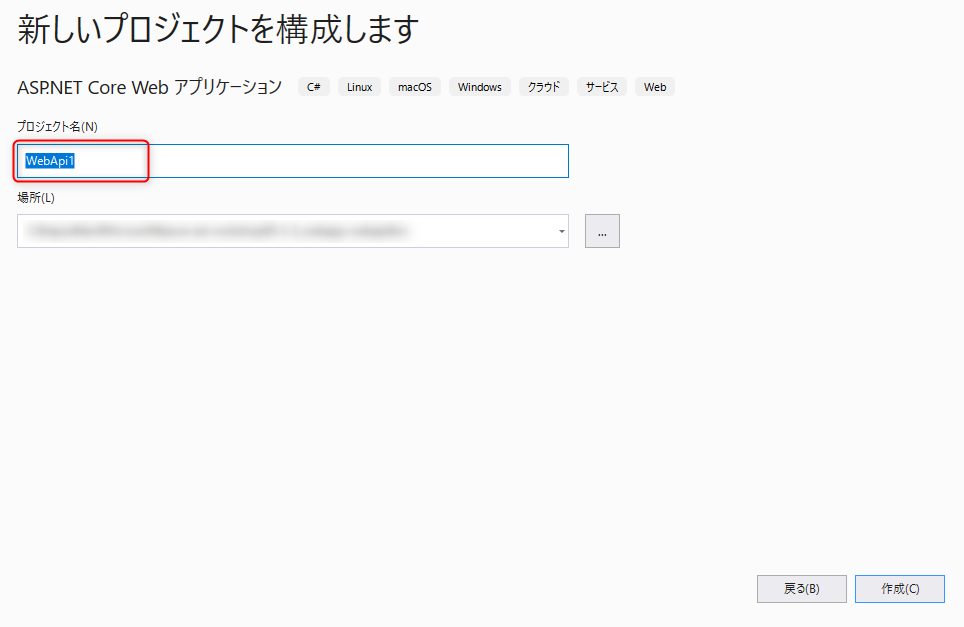 新しいプロジェクトを構成します
ASP.NET Core Web アプリケーション C# Linux macOS Windows クラウド サービス Web
プロジェクト名(N)
WebApi1
場所(L)
...
戻る(B) 作成(C)